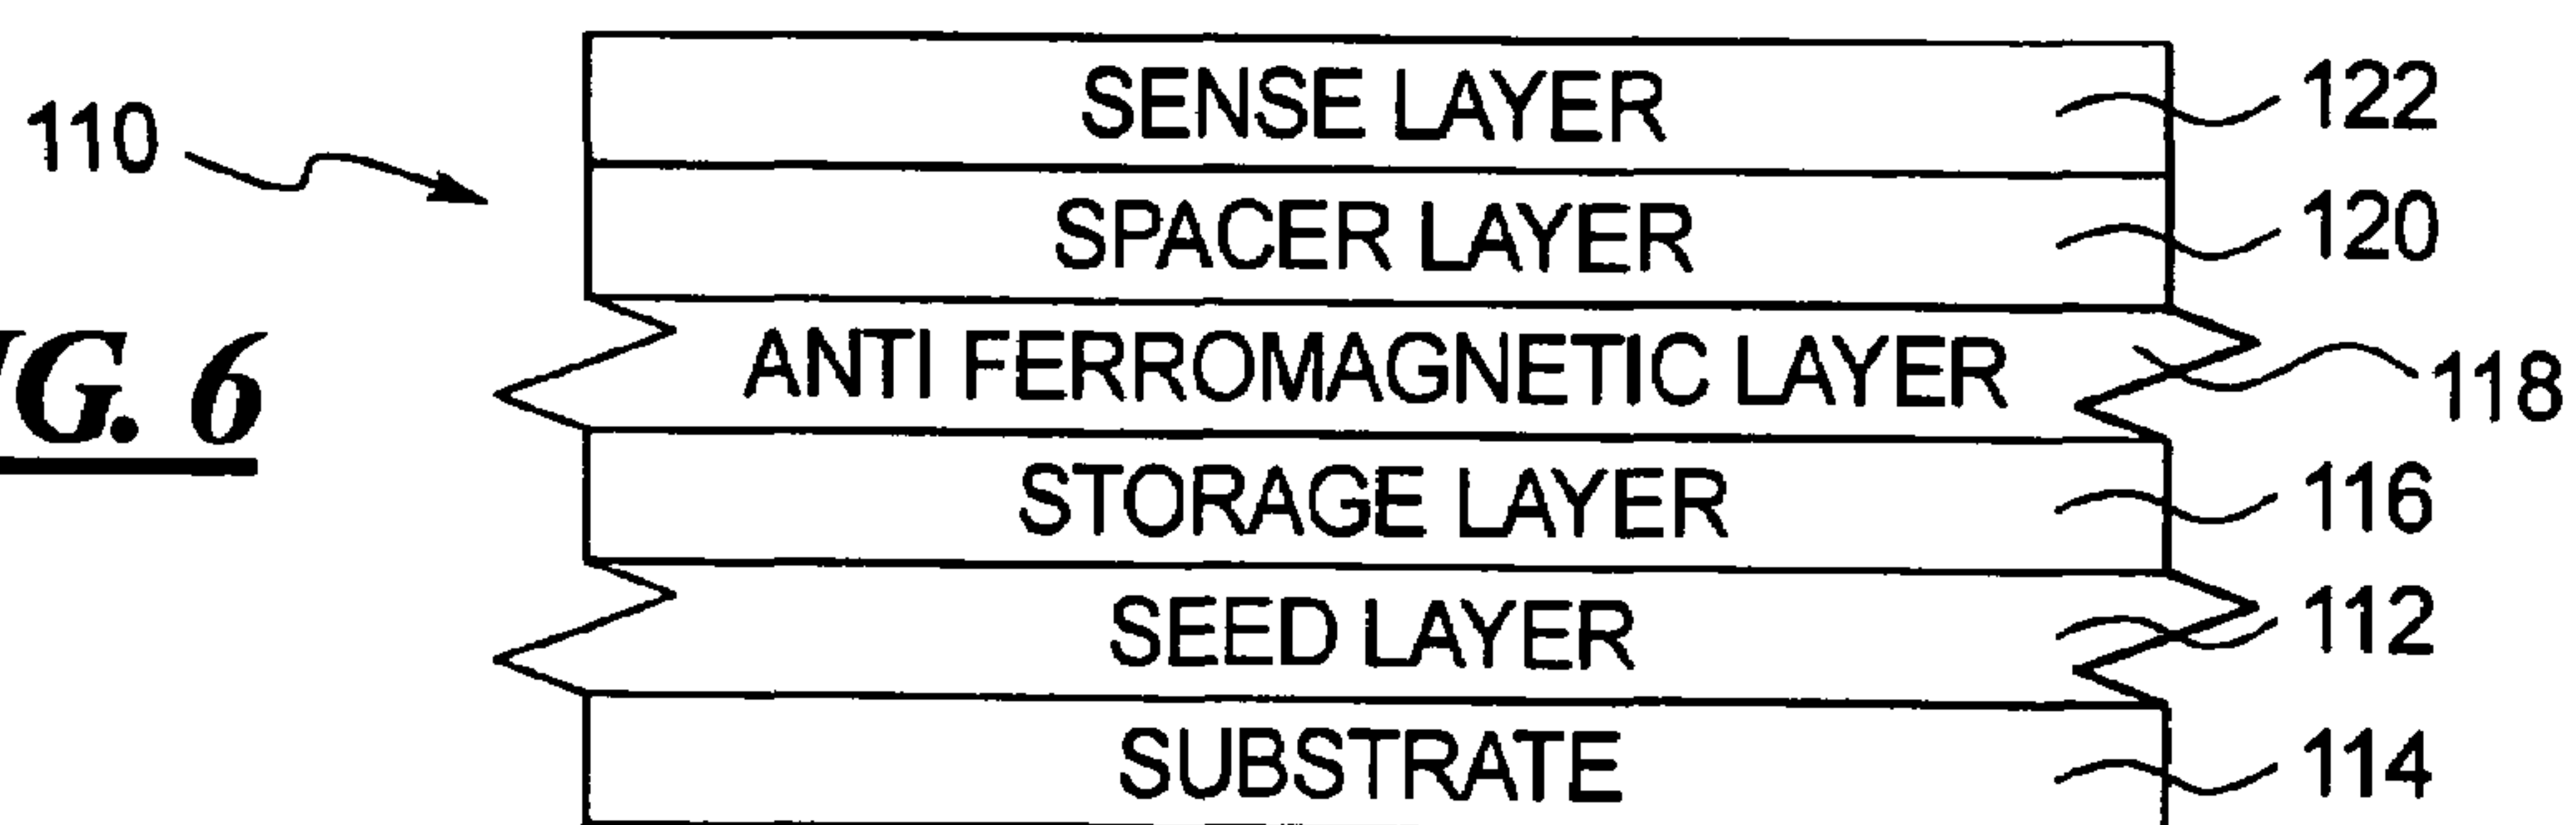 SENSE LAYER 122
110
SPACER LAYER 120
ANTI FERROMAGNETIC LAYER 118
G. 6
STORAGE LAYER 116
SEED LAYER 112
SUBSTRATE 114